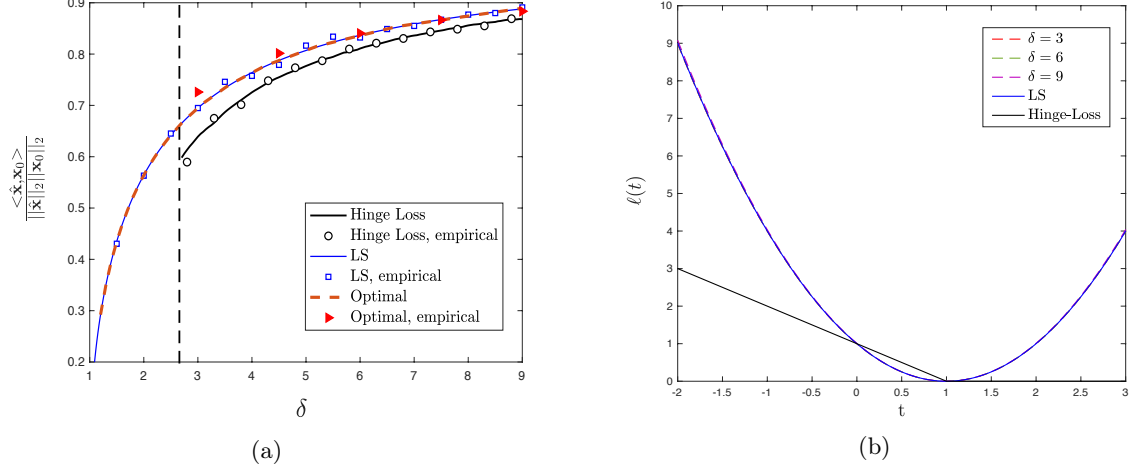 0.9
0.8
0.7
0.6
0.5
0.4
0.3
0.2
<x̂,x₀>
||x̂||₂||x₀||₂
Hinge Loss
Hinge Loss, empirical
LS
LS, empirical
Optimal
Optimal, empirical
1 2 3 4 5 6 7 8 9
δ
(a)
10
9
8
7
6
5
4
3
2
1
0
ℓ(t)
δ = 3
δ = 6
δ = 9
LS
Hinge-Loss
-2 -1.5 -1 -0.5 0 0.5 1 1.5 2 2.5 3
t
(b)